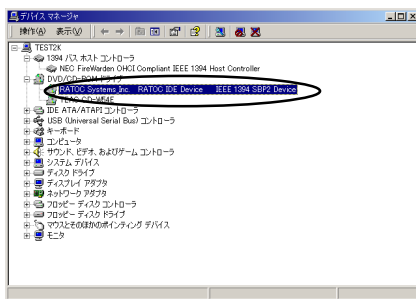 デバイス マネージャ
操作(A) 表示(V)
TEST2K
1394 バス ホスト コントローラ
NEC FireWarden OHCI Compliant IEEE 1394 Host Controller
DVD/CD-ROM ドライブ
RATOC Systems,Inc. RATOC IDE Device IEEE 1394 SBP2 Device
TEAC CD-W54E
IDE ATA/ATAPI コントローラ
USB (Universal Serial Bus) コントローラ
キーボード
コンピュータ
サウンド、ビデオ、およびゲーム コントローラ
システム デバイス
ディスク ドライブ
ディスプレイ アダプタ
ネットワーク アダプタ
フロッピー ディスク コントローラ
フロッピー ディスク ドライブ
マウスとそのほかのポインティング デバイス
モニタ